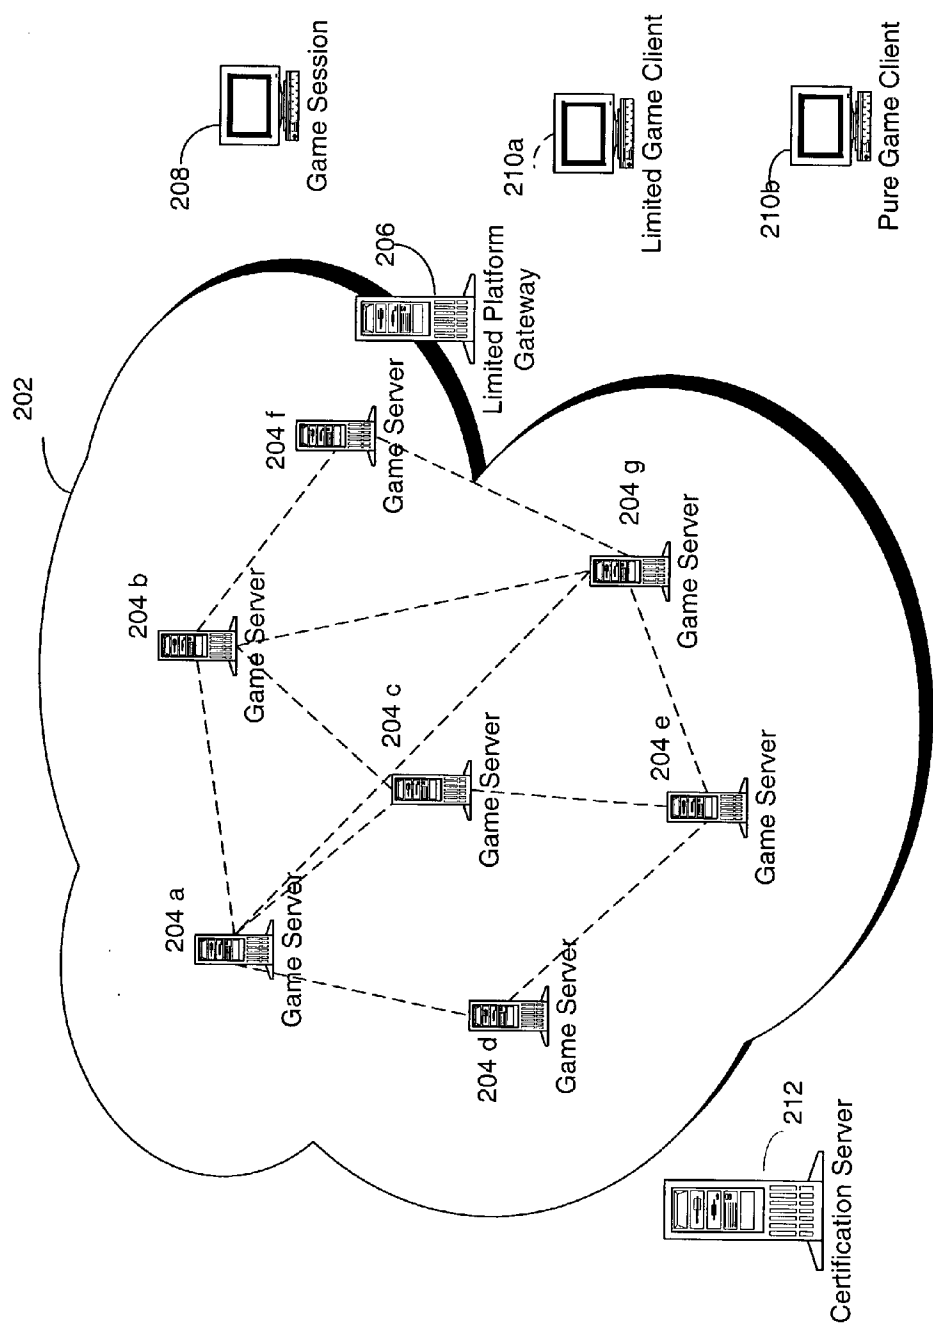 202
204 b
204 a
208
Game Server
204 f
Game Server
Game Session
206
204 c
Game Server
204 d
Game Server
Limited Platform
Gateway
210a
Game Server
204 g
Limited Game Client
204 e
Game Server
Game Server
210b
212
Certification Server
Pure Game Client